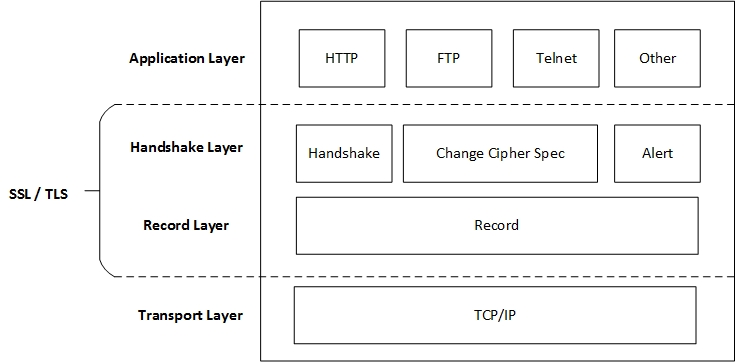 Application Layer
HTTP
FTP
Telnet
Other
Handshake Layer
Handshake
Change Cipher Spec
Alert
SSL / TLS
Record Layer
Record
Transport Layer
TCP/IP